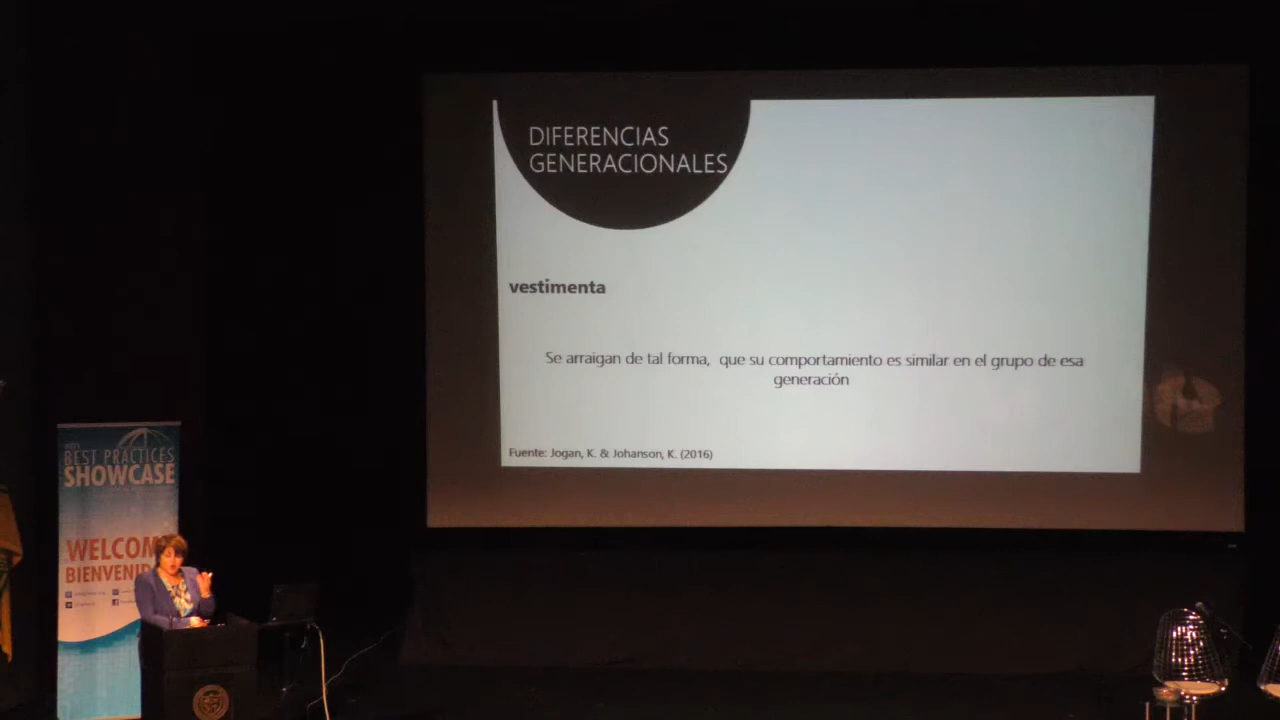 DIFERENCIAS
GENERACIONALES
vestimenta
Se arraigan de tal forma, que su comportamiento es similar en el grupo de esa
generación
Fuente: Jogan, K. & Johanson, K. (2016)
BEST PRACTICES
SHOWCASE
WELCOM
BIENVENID